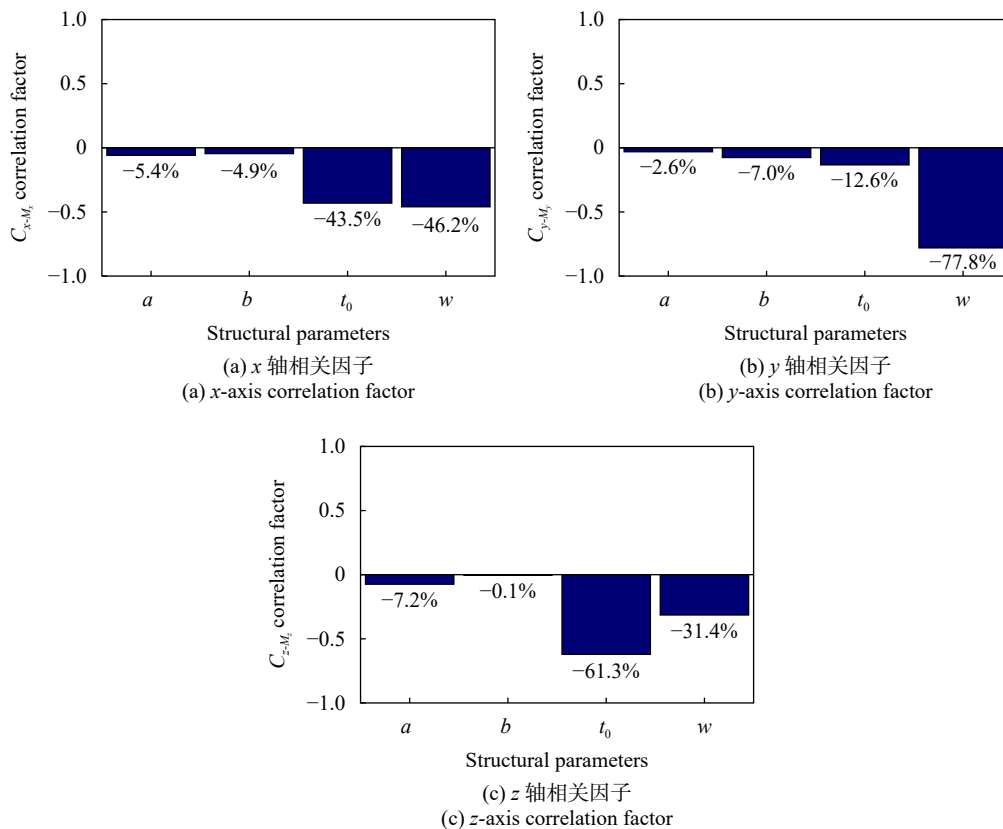 1.0
0.5
0
−0.5
−1.0
C_{x-M_x} correlation factor
−5.4%
−4.9%
−43.5%
−46.2%
a b t_0 w
Structural parameters
(a) x 轴相关因子
(a) x-axis correlation factor
1.0
0.5
0
−0.5
−1.0
C_{y-M_y} correlation factor
−2.6%
−7.0%
−12.6%
−77.8%
a b t_0 w
Structural parameters
(b) y 轴相关因子
(b) y-axis correlation factor
1.0
0.5
0
−0.5
−1.0
C_{z-M_z} correlation factor
−7.2%
−0.1%
−61.3%
−31.4%
a b t_0 w
Structural parameters
(c) z 轴相关因子
(c) z-axis correlation factor